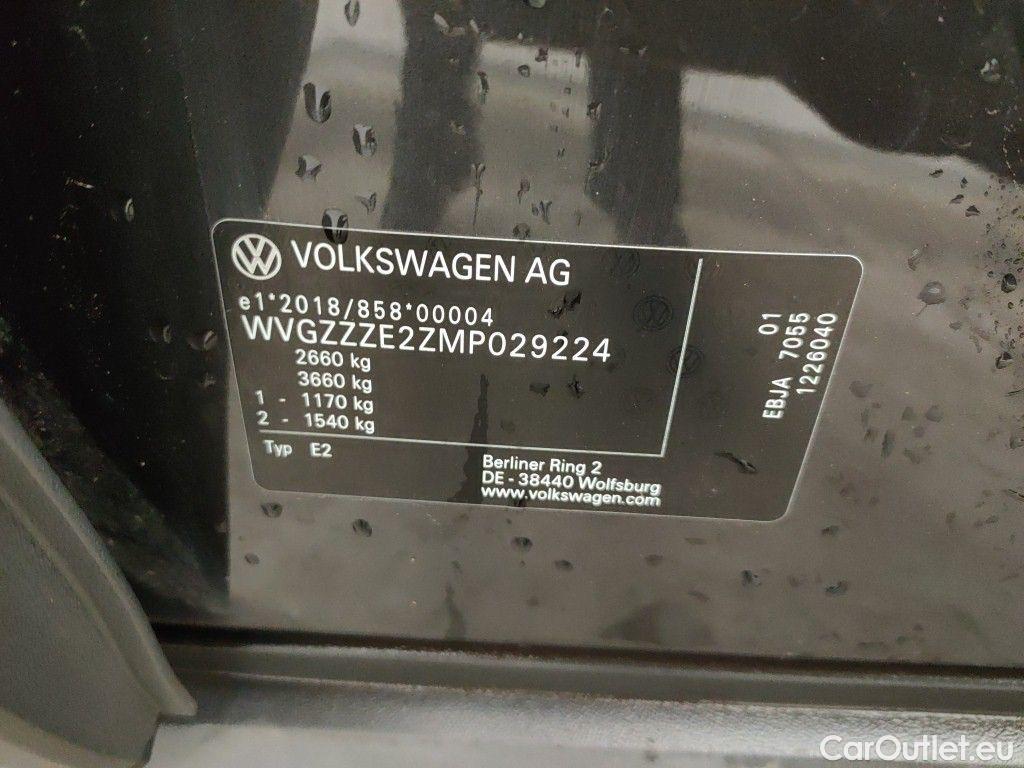 VOLKSWAGEN AG
e1*2018/858*00004
WVGZZZE2ZMP029224
2660 kg
3660 kg
1 - 1170 kg
2 - 1540 kg
Typ E2
Berliner Ring 2
DE - 38440 Wolfsburg
www.volkswagen.com
01
EBJA 7055
1226040
CarOutlet.eu